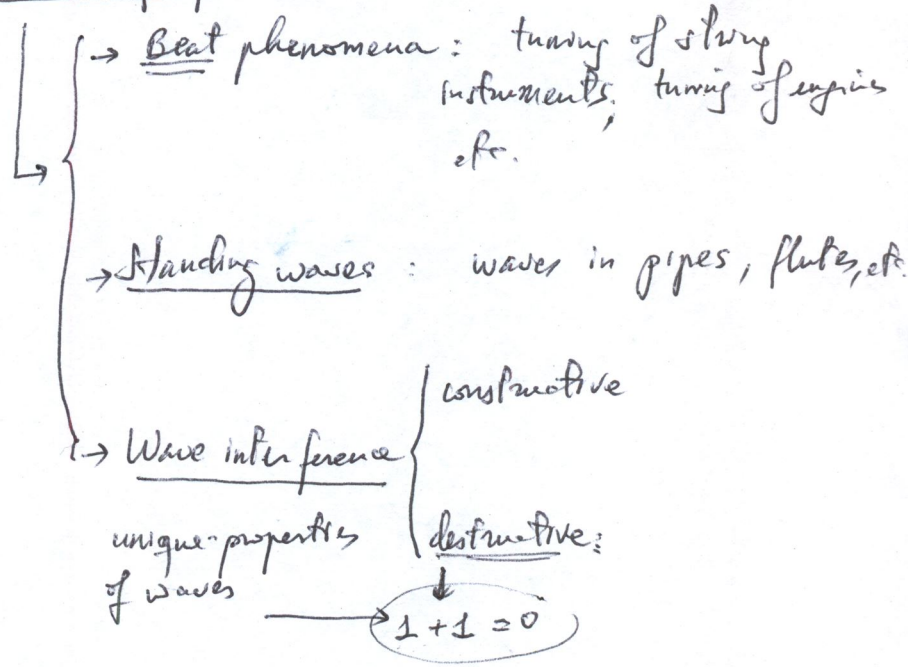 → Beat phenomena: tuning of string
instruments, tuning of engines
etc.
→ Standing waves : waves in pipes, flutes, etc.
→ Wave interference
constructive
unique properties
of waves
destructive:
1 + 1 = 0